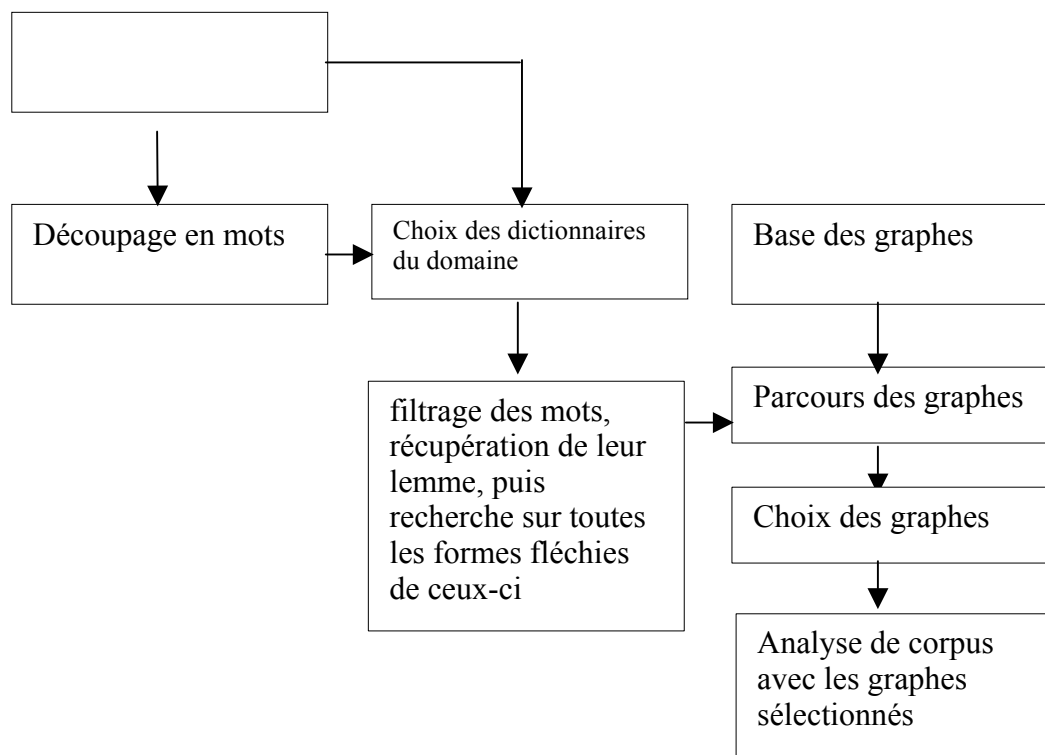 Découpage en mots
Choix des dictionnaires
du domaine
Base des graphes
filtrage des mots,
récupération de leur
lemme, puis
recherche sur toutes
les formes fléchies
de ceux-ci
Parcours des graphes
Choix des graphes
Analyse de corpus
avec les graphes
sélectionnés